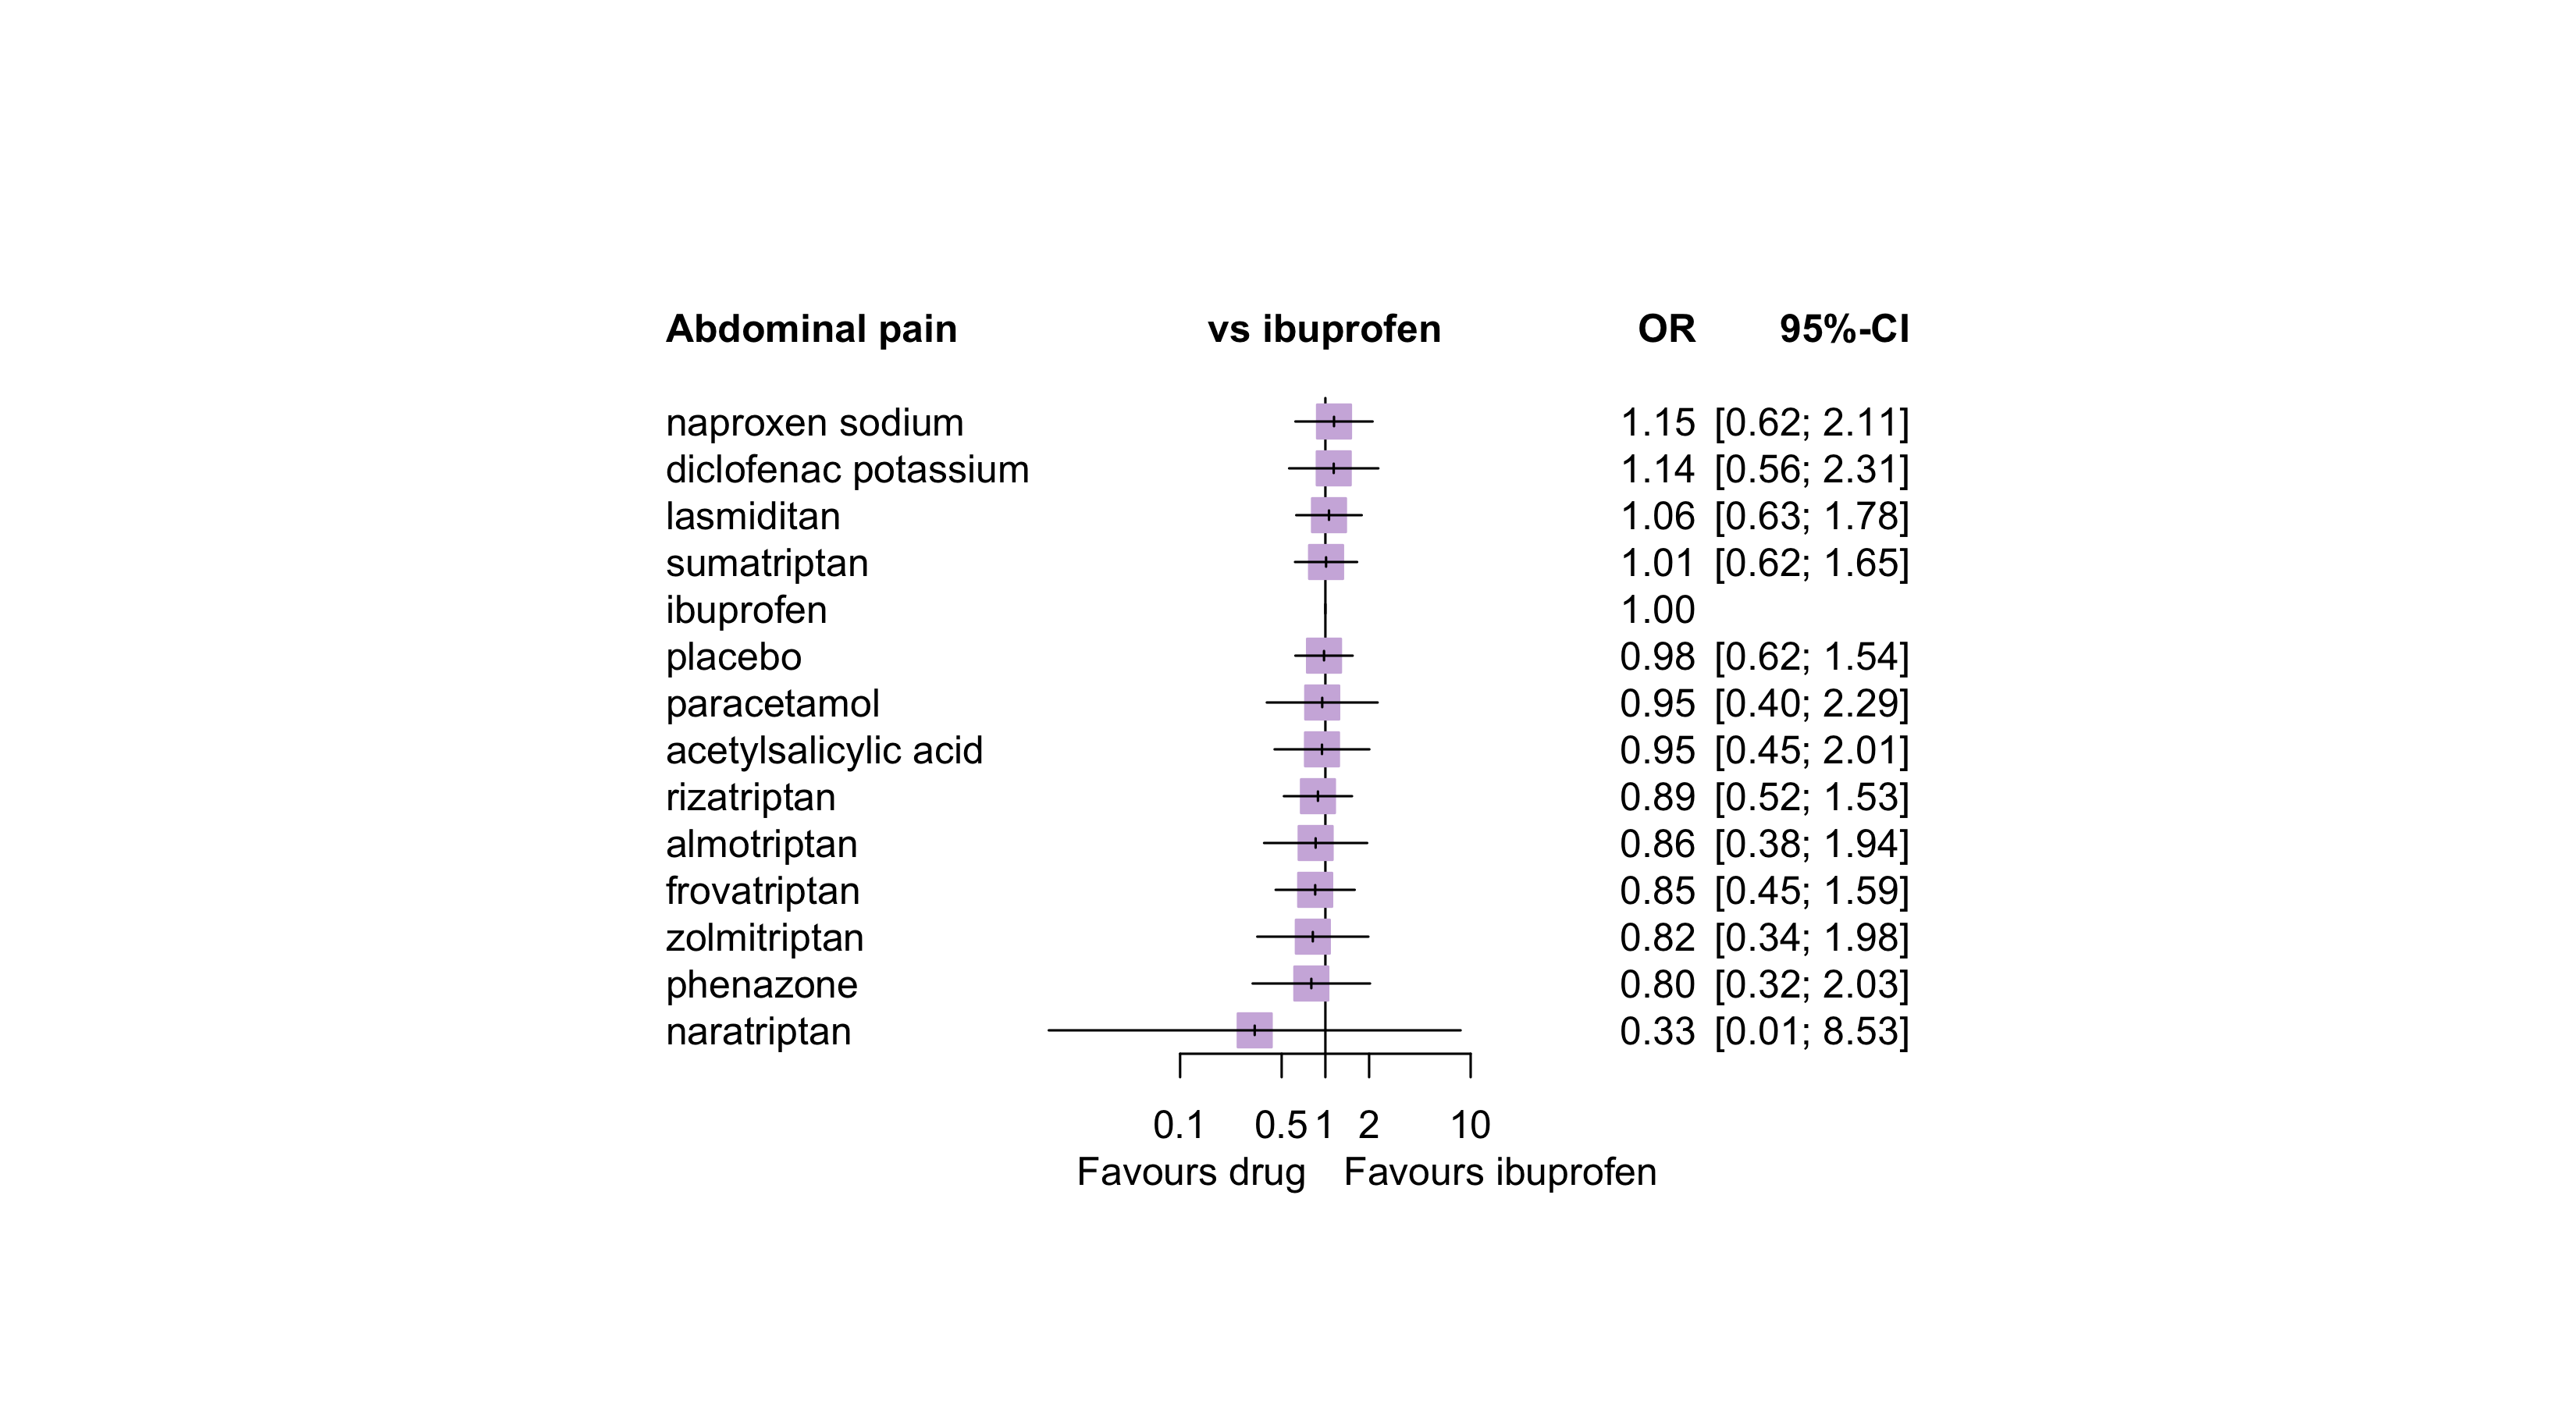 Abdominal pain vs ibuprofen OR 95%-CI
naproxen sodium 1.15 [0.62; 2.11]
diclofenac potassium 1.14 [0.56; 2.31]
lasmiditan 1.06 [0.63; 1.78]
sumatriptan 1.01 [0.62; 1.65]
ibuprofen 1.00
placebo 0.98 [0.62; 1.54]
paracetamol 0.95 [0.40; 2.29]
acetylsalicylic acid 0.95 [0.45; 2.01]
rizatriptan 0.89 [0.52; 1.53]
almotriptan 0.86 [0.38; 1.94]
frovatriptan 0.85 [0.45; 1.59]
zolmitriptan 0.82 [0.34; 1.98]
phenazone 0.80 [0.32; 2.03]
naratriptan 0.33 [0.01; 8.53]
0.1 0.5 1 2 10
Favours drug Favours ibuprofen